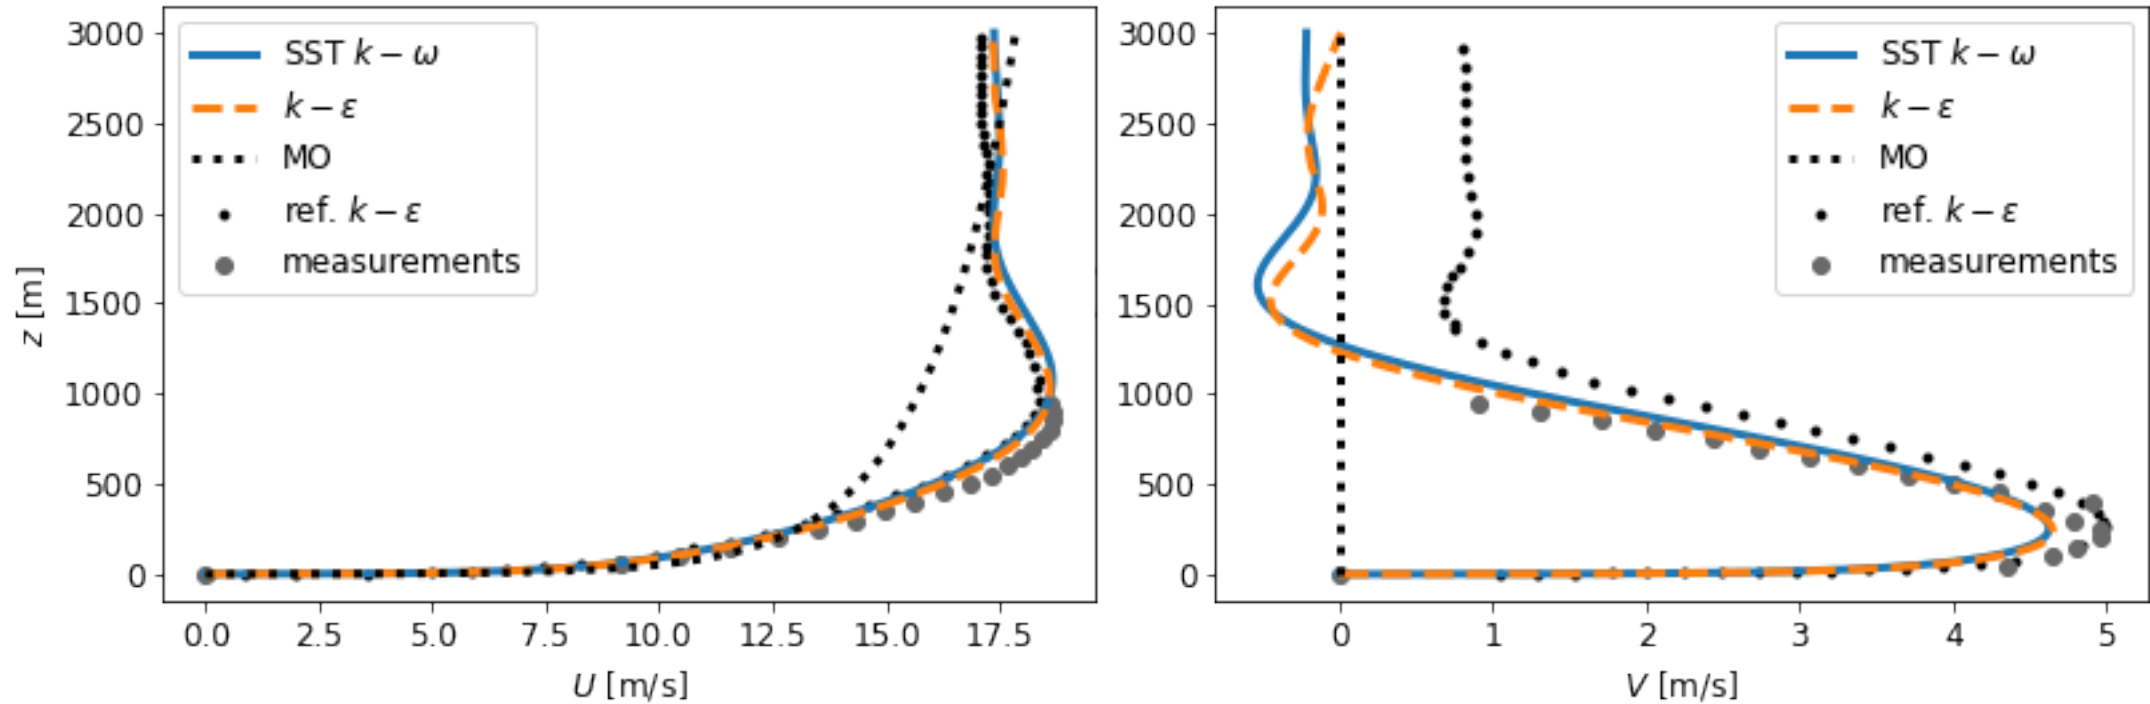 3000
2500
2000
1500
1000
500
0
z [m]
SST k − ω
k − ε
MO
ref. k − ε
measurements
0.0 2.5 5.0 7.5 10.0 12.5 15.0 17.5
U [m/s]
3000
2500
2000
1500
1000
500
0
SST k − ω
k − ε
MO
ref. k − ε
measurements
0 1 2 3 4 5
V [m/s]